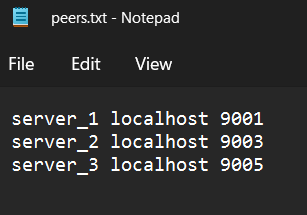 peers.txt - Notepad
File Edit View
server_1 localhost 9001
server_2 localhost 9003
server_3 localhost 9005